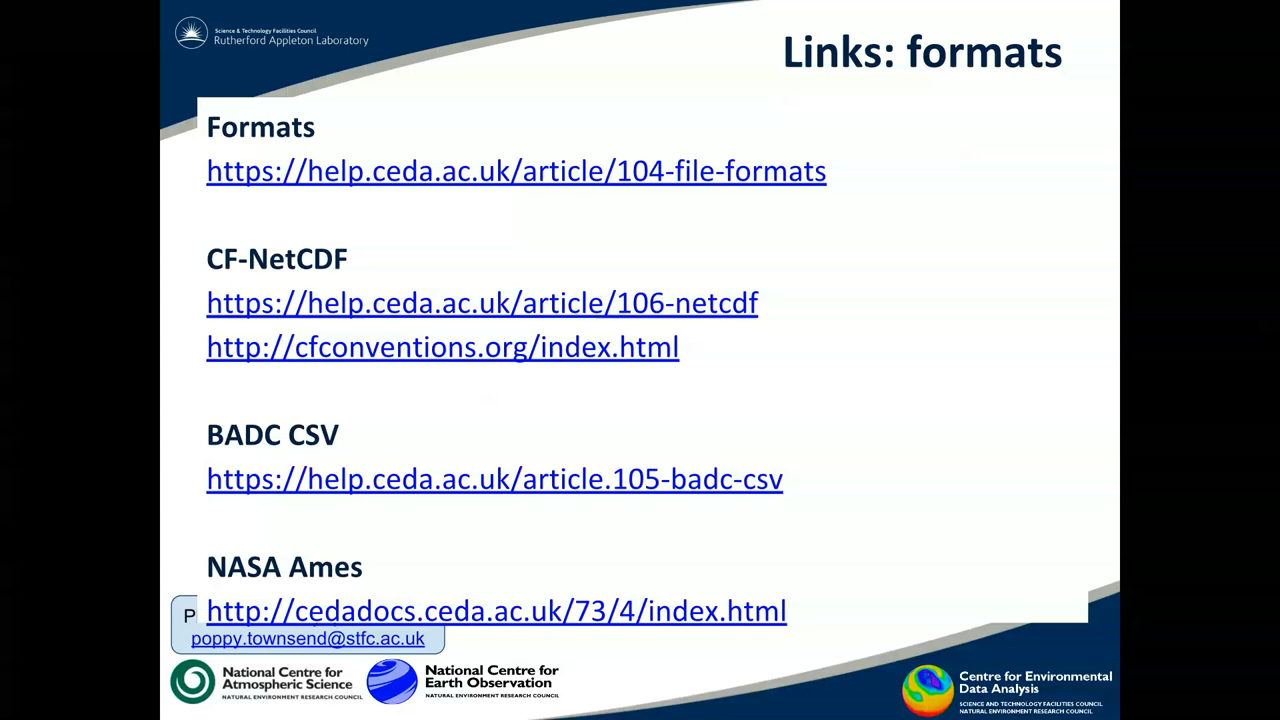 Science & Technology Facilities Council
Rutherford Appleton Laboratory
Links: formats
Formats
https://help.ceda.ac.uk/article/104-file-formats
CF-NetCDF
https://help.ceda.ac.uk/article/106-netcdf
http://cfconventions.org/index.html
BADC CSV
https://help.ceda.ac.uk/article.105-badc-csv
NASA Ames
http://cedadocs.ceda.ac.uk/73/4/index.html
poppy.townsend@stfc.ac.uk
National Centre for
Atmospheric Science
NATURAL ENVIRONMENT RESEARCH COUNCIL
National Centre for
Earth Observation
NATURAL ENVIRONMENT RESEARCH COUNCIL
Centre for Environmental
Data Analysis
SCIENCE AND TECHNOLOGY FACILITIES COUNCIL
NATURAL ENVIRONMENT RESEARCH COUNCIL